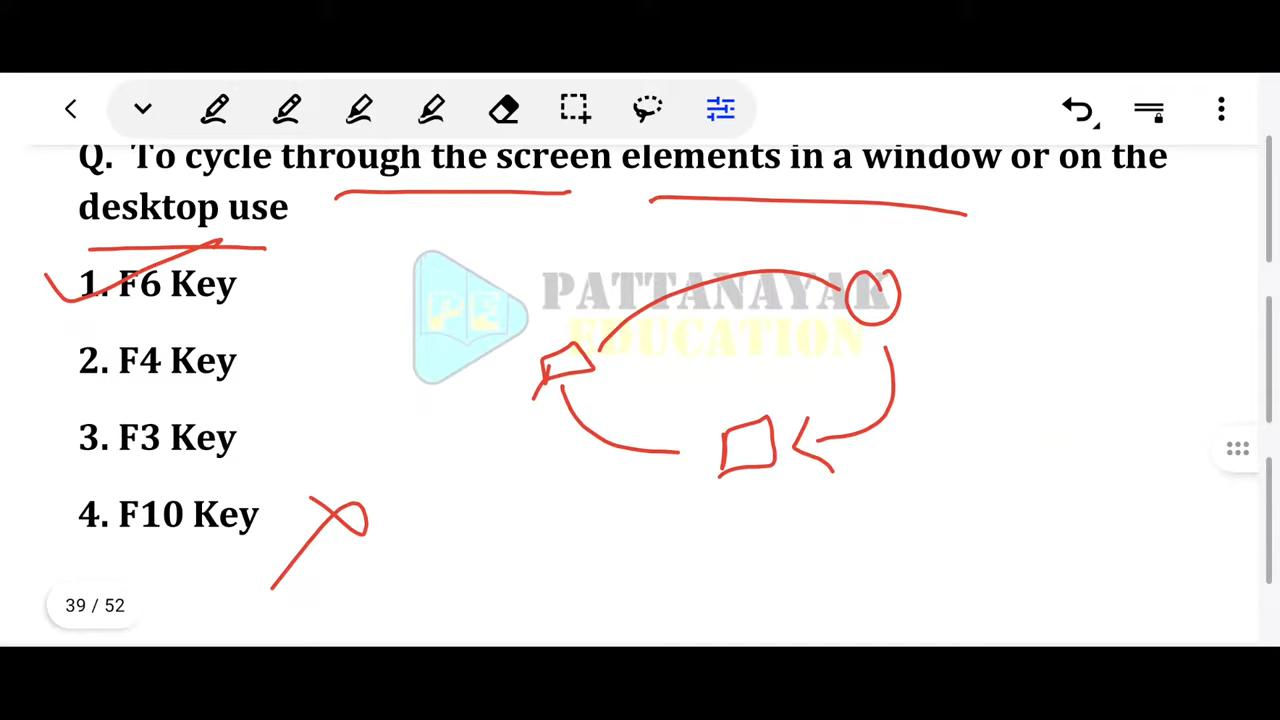 Q. To cycle through the screen elements in a window or on the
desktop use
1. F6 Key
2. F4 Key
3. F3 Key
4. F10 Key
PE PATTANAYAK
EDUCATION
39 / 52